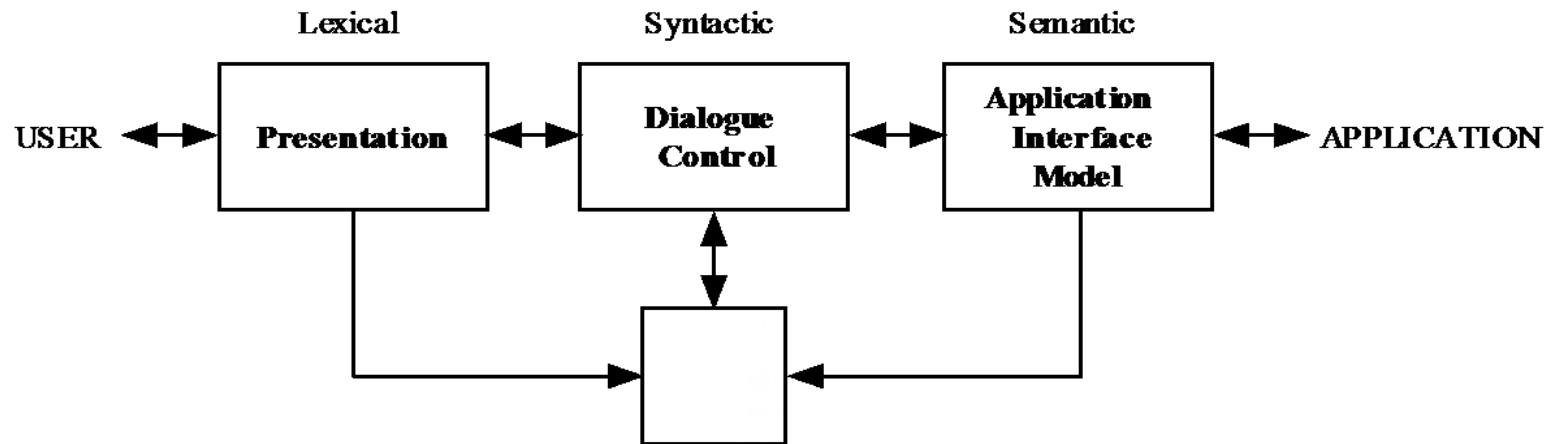 Lexical
Syntactic
Semantic
USER
Presentation
Dialogue
Control
Application
Interface
Model
APPLICATION